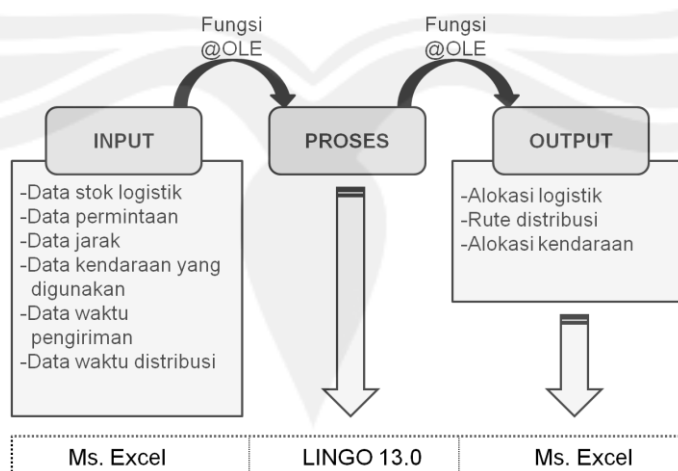 Fungsi
@OLE
Fungsi
@OLE
INPUT
PROSES
OUTPUT
-Data stok logistik
-Data permintaan
-Data jarak
-Data kendaraan yang
digunakan
-Data waktu
pengiriman
-Data waktu distribusi
-Alokasi logistik
-Rute distribusi
-Alokasi kendaraan
Ms. Excel
LINGO 13.0
Ms. Excel